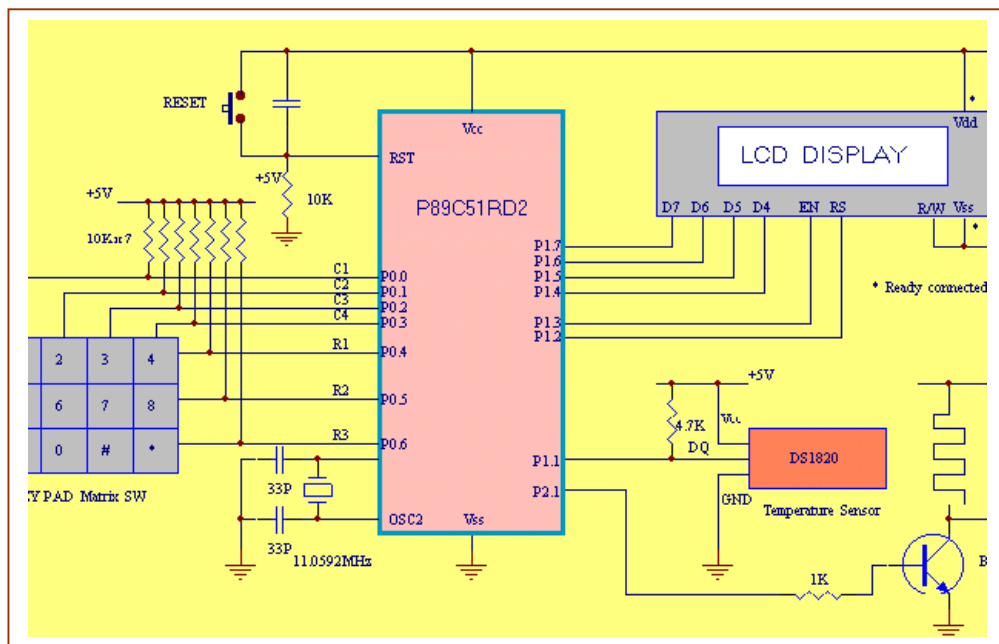 RESET
Vcc
RST
+5V
10K
P89C51RD2
+5V
10Kx7
C1
C2
C3
C4
R1
R2
R3
P0.0
P0.1
P0.2
P0.3
P0.4
P0.5
P0.6
2 3 4
6 7 8
0 # *
EY PAD Matrix SW
33P
33P
11.0592MHz
OSC2
Vss
P1.7
P1.6
P1.5
P1.4
P1.3
P1.2
P1.1
P2.1
*
Vdd
LCD DISPLAY
D7 D6 D5 D4 EN RS R/W Vss
*
* Ready connected
+5V
4.7K
Vcc
DQ
DS1820
GND
Temperature Sensor
1K
B